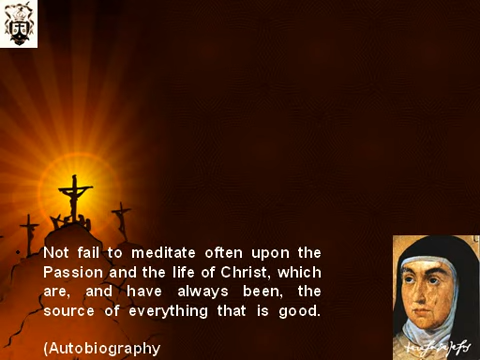 • Not fail to meditate often upon the
Passion and the life of Christ, which
are, and have always been, the
source of everything that is good.
(Autobiography